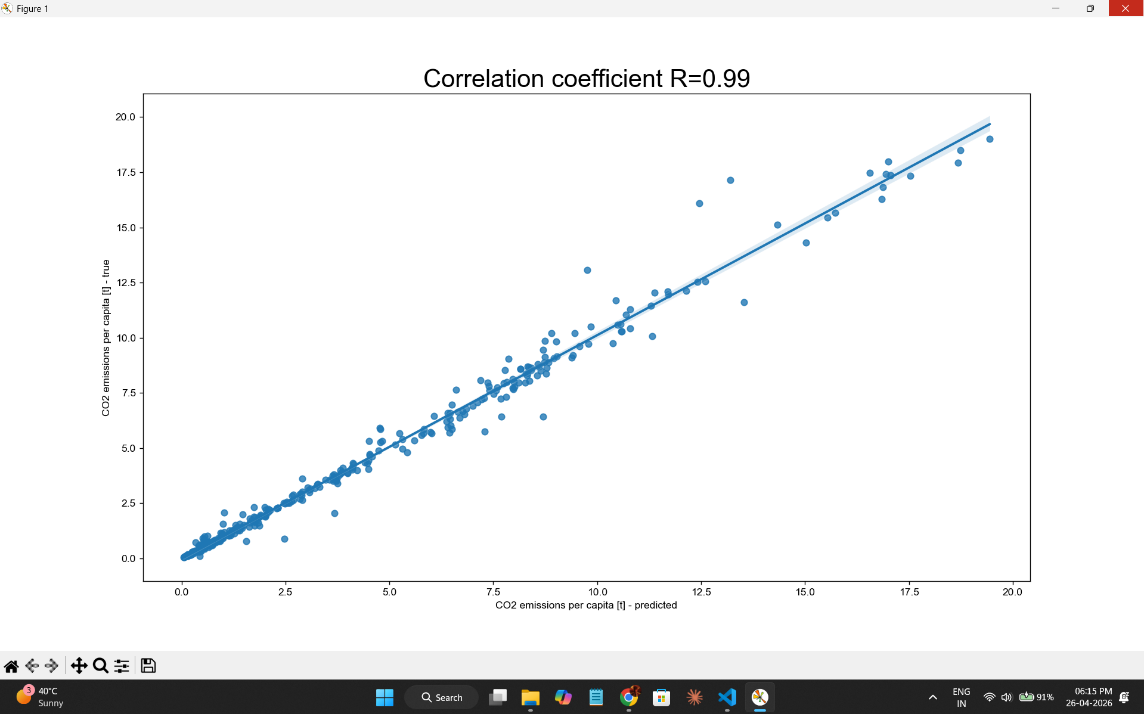 Figure 1
Correlation coefficient R=0.99
20.0
17.5
15.0
12.5
10.0
7.5
5.0
2.5
0.0
CO2 emissions per capita [t] - true
0.0 2.5 5.0 7.5 10.0 12.5 15.0 17.5 20.0
CO2 emissions per capita [t] - predicted
3
40°C
Sunny
Search
ENG
IN
91%
06:15 PM
26-04-2026